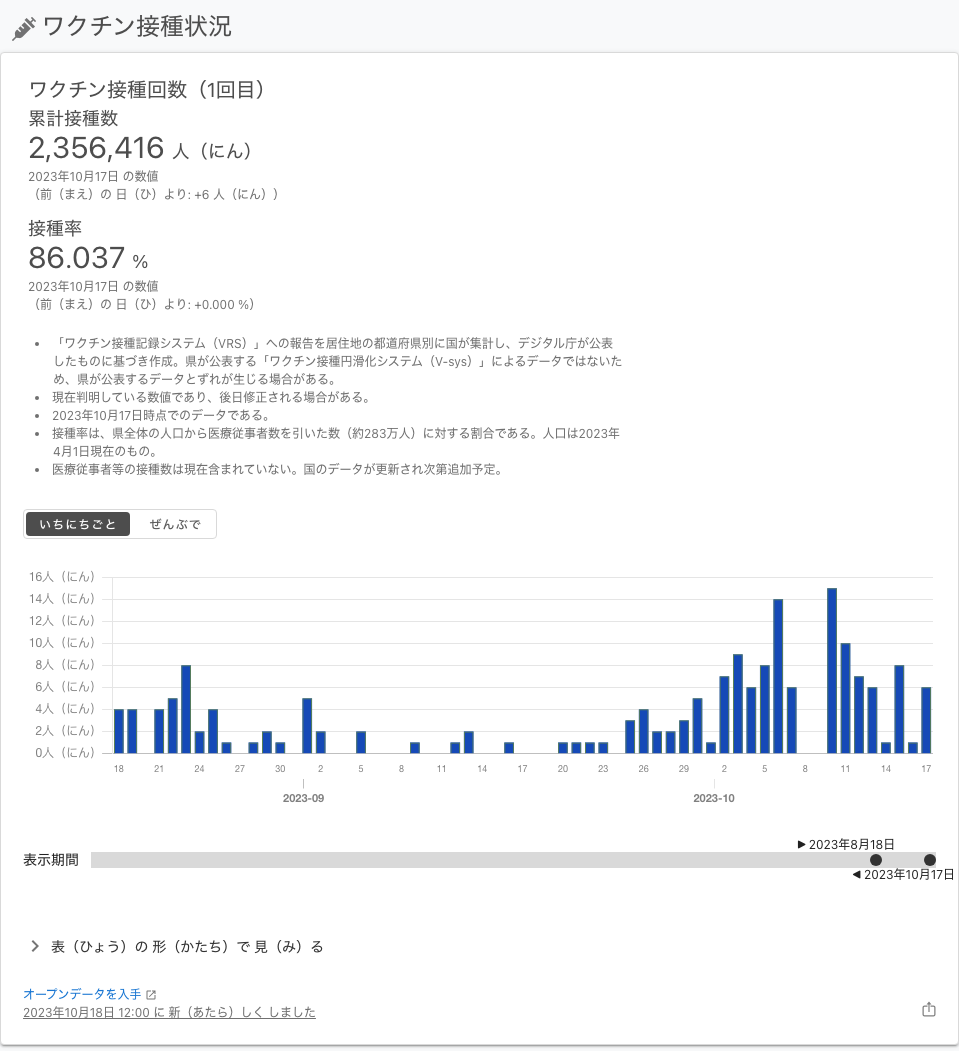 ワクチン接種状況
ワクチン接種回数（1回目）
累計接種数
2,356,416 人（にん）
2023年10月17日 の数値
（前（まえ）の 日（ひ）より: +6 人（にん））
接種率
86.037 %
2023年10月17日 の数値
（前（まえ）の 日（ひ）より: +0.000 %）
「ワクチン接種記録システム（VRS）」への報告を居住地の都道府県別に国が集計し、デジタル庁が公表
したものに基づき作成。県が公表する「ワクチン接種円滑化システム（V-sys）」によるデータではないた
め、県が公表するデータとずれが生じる場合がある。
現在判明している数値であり、後日修正される場合がある。
2023年10月17日時点でのデータである。
接種率は、県全体の人口から医療従事者数を引いた数（約283万人）に対する割合である。人口は2023年
4月1日現在のもの。
医療従事者等の接種数は現在含まれていない。国のデータが更新され次第追加予定。
いちにちごと ぜんぶで
16人（にん）
14人（にん）
12人（にん）
10人（にん）
8人（にん）
6人（にん）
4人（にん）
2人（にん）
0人（にん）
18 21 24 27 30 2 5 8 11 14 17 20 23 26 29 2 5 8 11 14 17
2023-09 2023-10
2023年8月18日
表示期間
2023年10月17日
表（ひょう）の 形（かたち）で 見（み）る
オープンデータを入手
2023年10月18日 12:00 に 新（あたら）しく しました